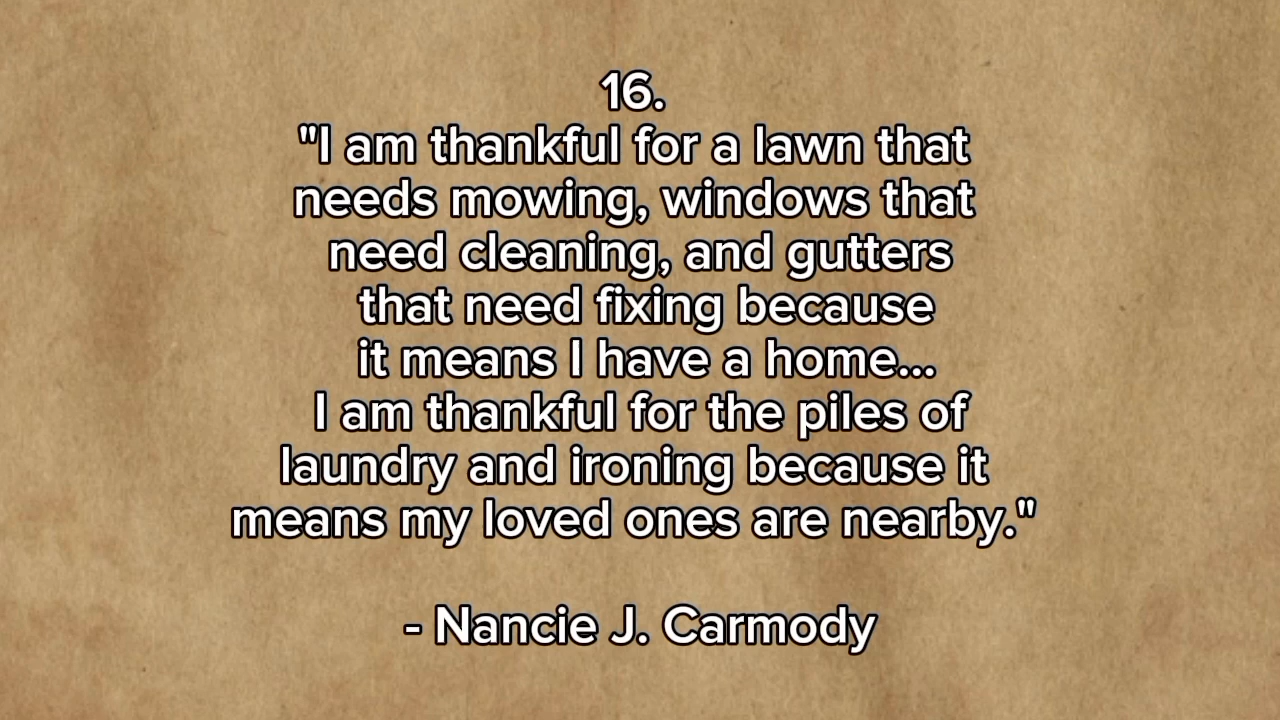 16.
"I am thankful for a lawn that
needs mowing, windows that
need cleaning, and gutters
that need fixing because
it means I have a home...
I am thankful for the piles of
laundry and ironing because it
means my loved ones are nearby."
- Nancie J. Carmody